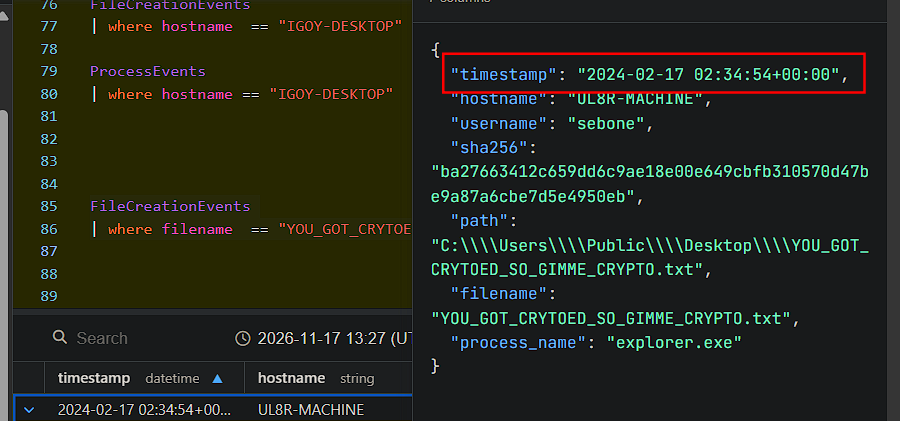 76
FileCreationEvents
77
| where hostname  == "IGOY-DESKTOP"
78
79
ProcessEvents
80
| where hostname == "IGOY-DESKTOP"
81
82
83
84
85
FileCreationEvents
86
| where filename  == "YOU_GOT_CRYTOE
87
88
89
Search
2026-11-17 13:27 (UT
timestamp datetime ▲ hostname string
2024-02-17 02:34:54+00... UL8R-MACHINE
{
"timestamp": "2024-02-17 02:34:54+00:00",
"hostname": "UL8R-MACHINE",
"username": "sebone",
"sha256":
"ba27663412c659dd6c9ae18e00e649cbfb310570d47b
e9a87a6cbe7d5e4950eb",
"path":
"C:\\\\Users\\\\Public\\\\Desktop\\\\YOU_GOT_
CRYTOED_SO_GIMME_CRYPTO.txt",
"filename":
"YOU_GOT_CRYTOED_SO_GIMME_CRYPTO.txt",
"process_name": "explorer.exe"
}